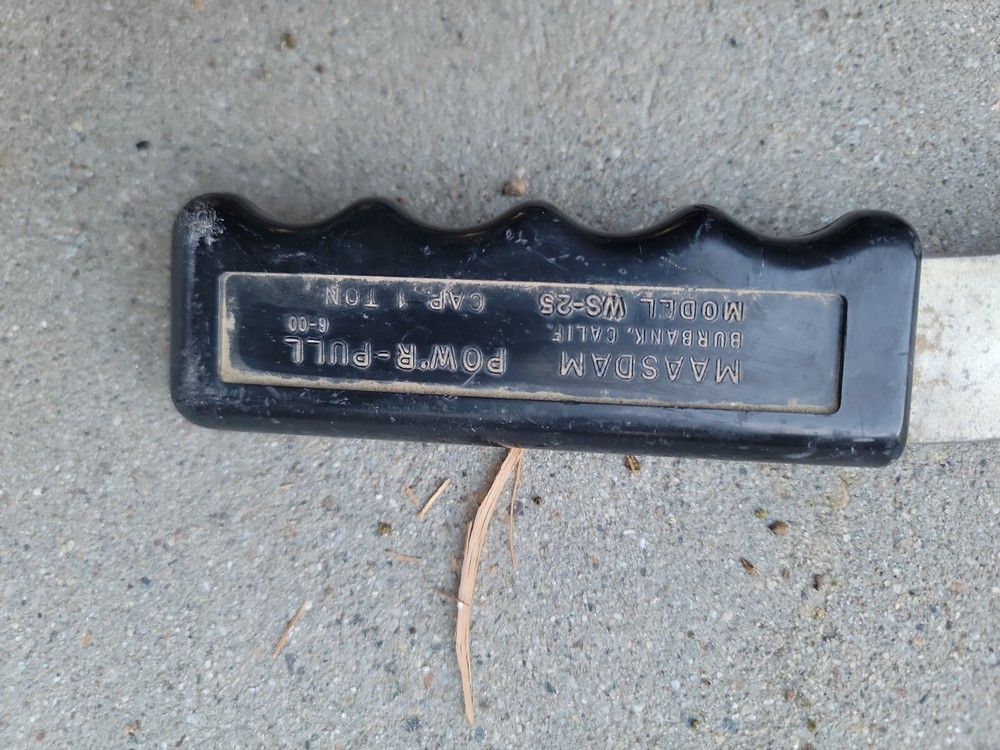 MAASDAM POW'R-PULL
BURBANK, CALIF. 6-00
MODEL WS-25 CAP. 1 TON